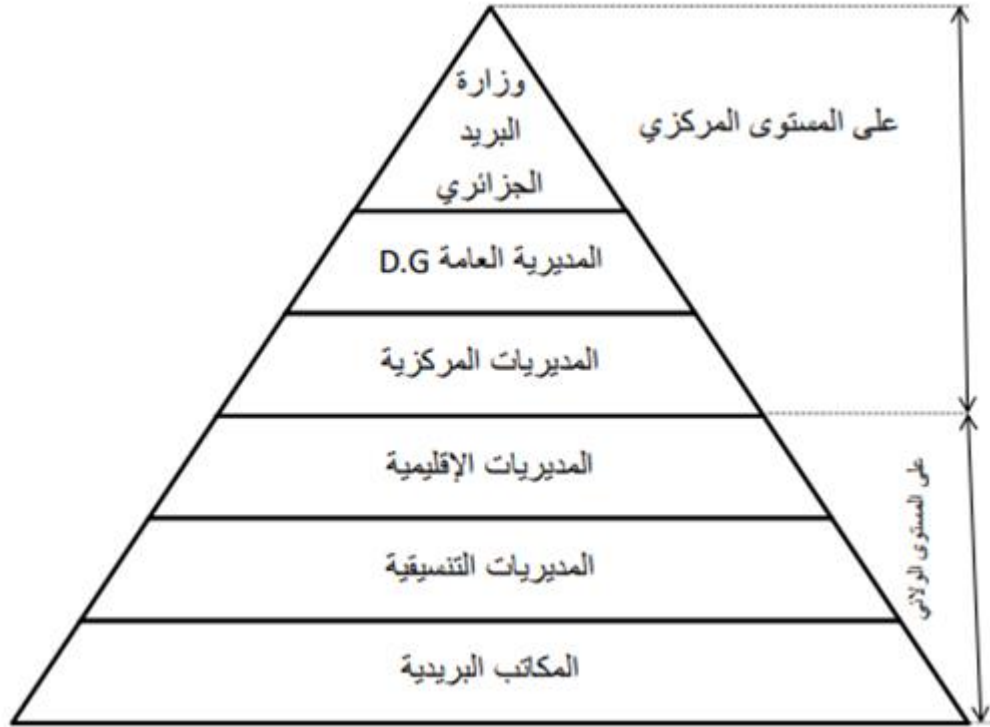 وزارة
البريد
الجزائري
على المستوى المركزي
المديرية العامة D.G
المديريات المركزية
المديريات الإقليمية
على المستوى الولائي
المديريات التنسيقية
المكاتب البريدية